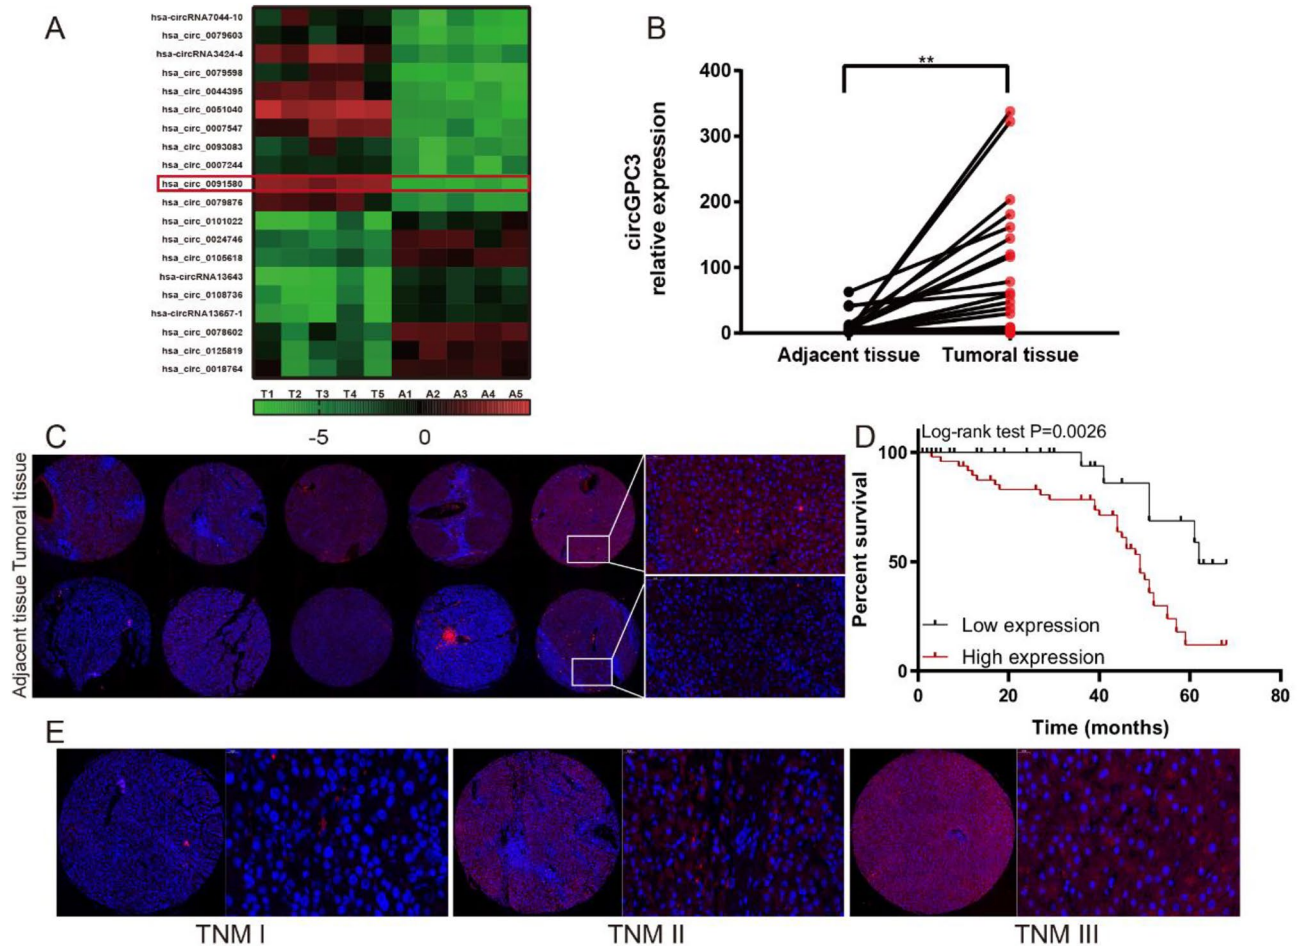 A
hsa-circRNA7044-10
hsa_circ_0079603
hsa-circRNA3424-4
hsa_circ_0079598
hsa_circ_0044395
hsa_circ_0051040
hsa_circ_0007547
hsa_circ_0093083
hsa_circ_0007244
hsa_circ_0091580
hsa_circ_0079876
hsa_circ_0101022
hsa_circ_0024746
hsa_circ_0105618
hsa-circRNA13643
hsa_circ_0108736
hsa-circRNA13657-1
hsa_circ_0078602
hsa_circ_0125819
hsa_circ_0018764
T1 T2 T3 T4 T5 A1 A2 A3 A4 A5
-5 0
B
circGPC3
relative expression
400
300
200
100
0
**
Adjacent tissue Tumoral tissue
C
Adjacent tissue Tumoral tissue
D
Log-rank test P=0.0026
Percent survival
100
50
0
Low expression
High expression
0 20 40 60 80
Time (months)
E
TNM I TNM II TNM III